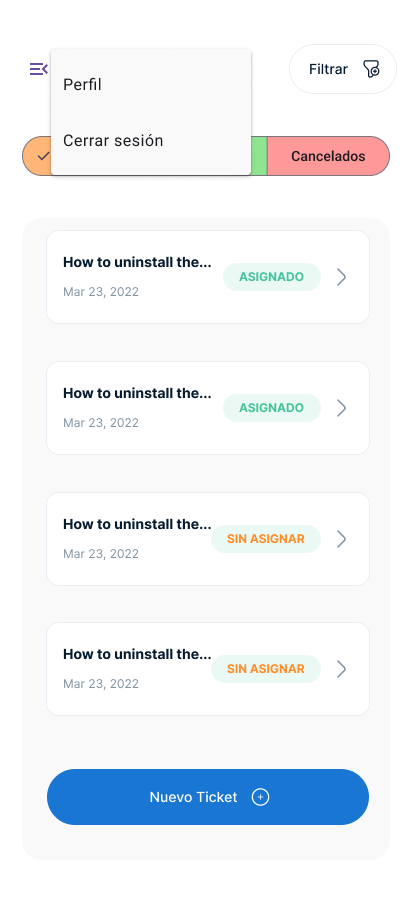 Perfil
Cerrar sesión
Filtrar
Cancelados
How to uninstall the...
Mar 23, 2022
ASIGNADO
How to uninstall the...
Mar 23, 2022
ASIGNADO
How to uninstall the...
Mar 23, 2022
SIN ASIGNAR
How to uninstall the...
Mar 23, 2022
SIN ASIGNAR
Nuevo Ticket